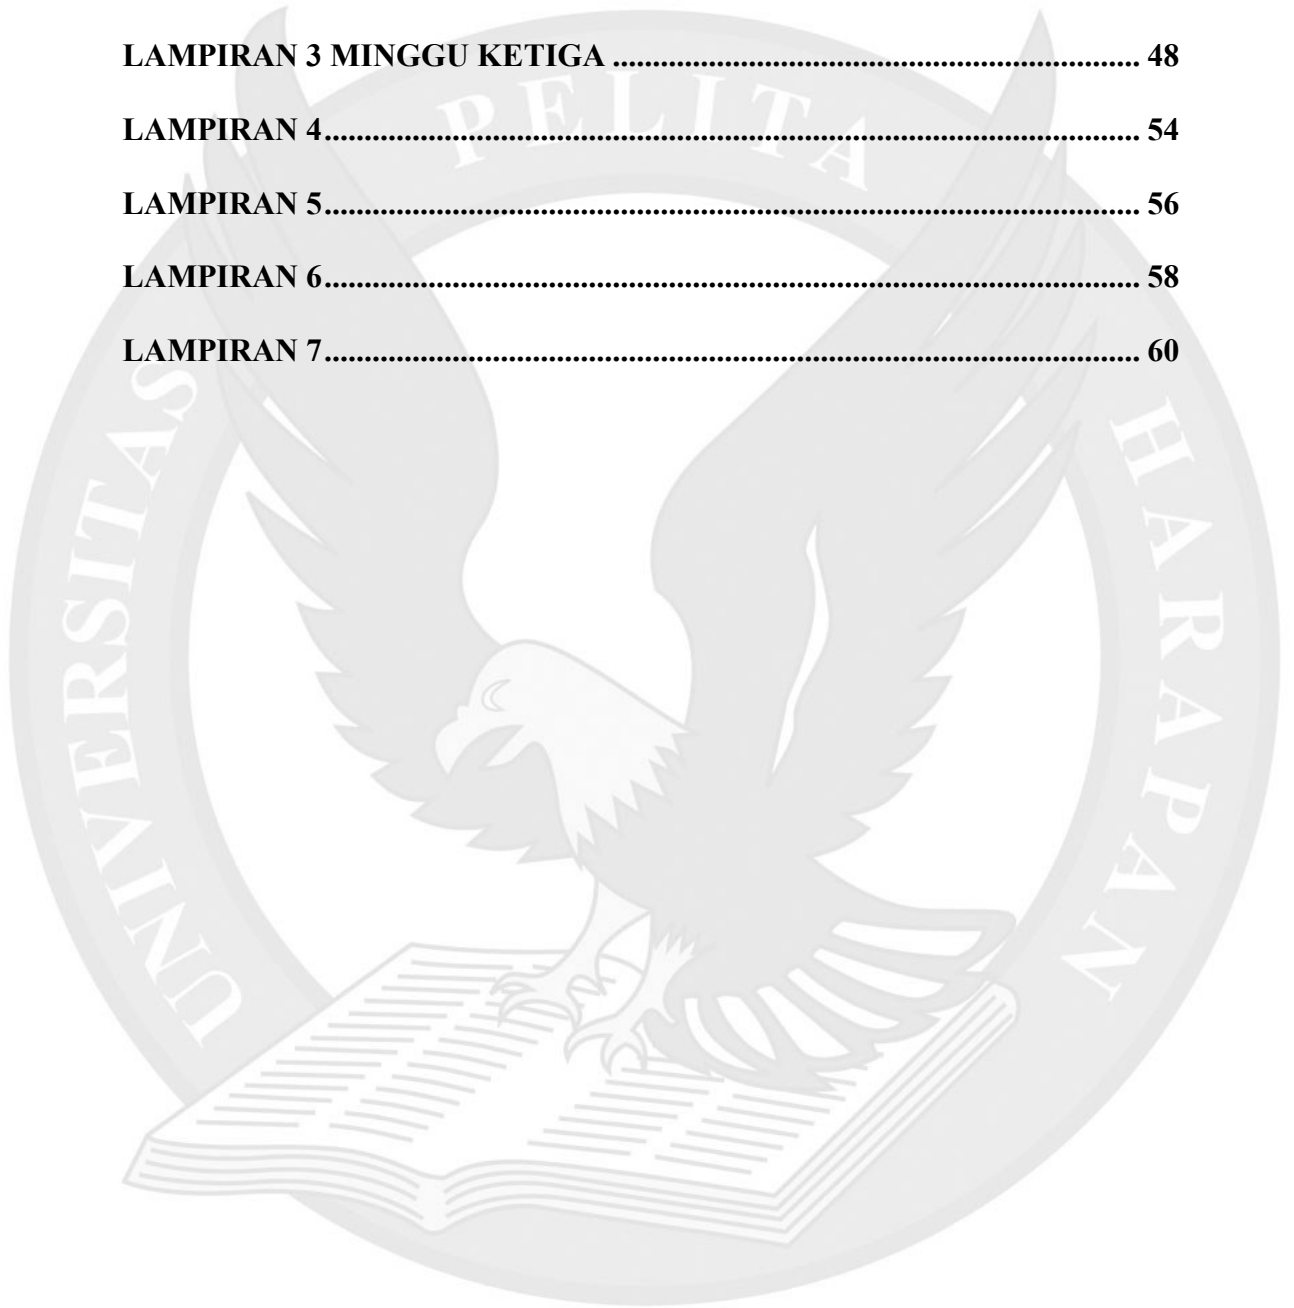 LAMPIRAN 3 MINGGU KETIGA .................................................................. 48
LAMPIRAN 4...................................................................................................... 54
LAMPIRAN 5...................................................................................................... 56
LAMPIRAN 6...................................................................................................... 58
LAMPIRAN 7...................................................................................................... 60
UNIVERSITAS PELITA HARAPAN